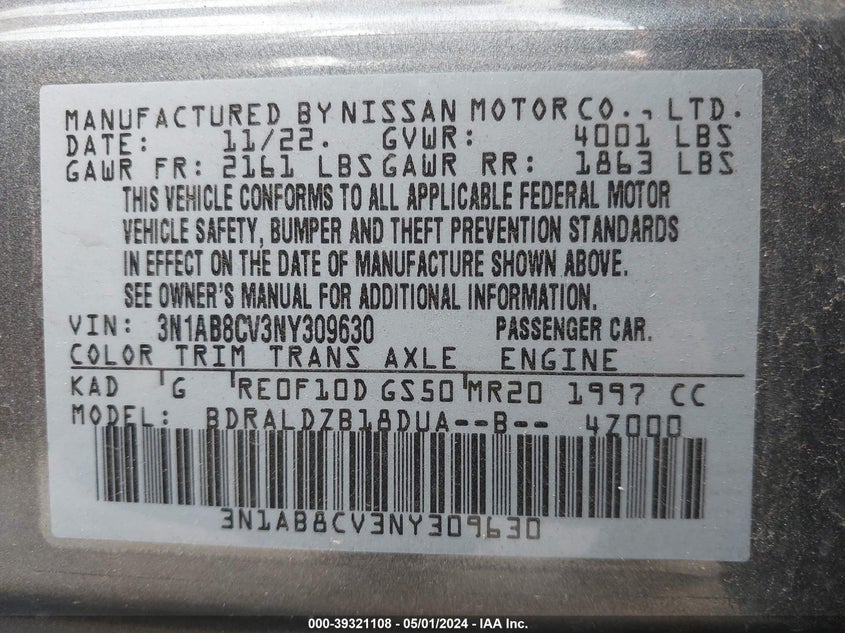 MANUFACTURED BY NISSAN MOTOR CO., LTD.
DATE: 11/22. GVWR: 4001 LBS
GAWR FR: 2161 LBS GAWR RR: 1863 LBS
THIS VEHICLE CONFORMS TO ALL APPLICABLE FEDERAL MOTOR
VEHICLE SAFETY, BUMPER AND THEFT PREVENTION STANDARDS
IN EFFECT ON THE DATE OF MANUFACTURE SHOWN ABOVE.
SEE OWNER'S MANUAL FOR ADDITIONAL INFORMATION.
VIN: 3N1AB8CV3NY309630 PASSENGER CAR.
COLOR TRIM TRANS AXLE ENGINE
KAD G RE0F10D GS50 MR20 1997 CC
MODEL: BDRALDZB18DUA--B-- 4Z000
3N1AB8CV3NY309630
000-39321108 - 05/01/2024 - IAA Inc.